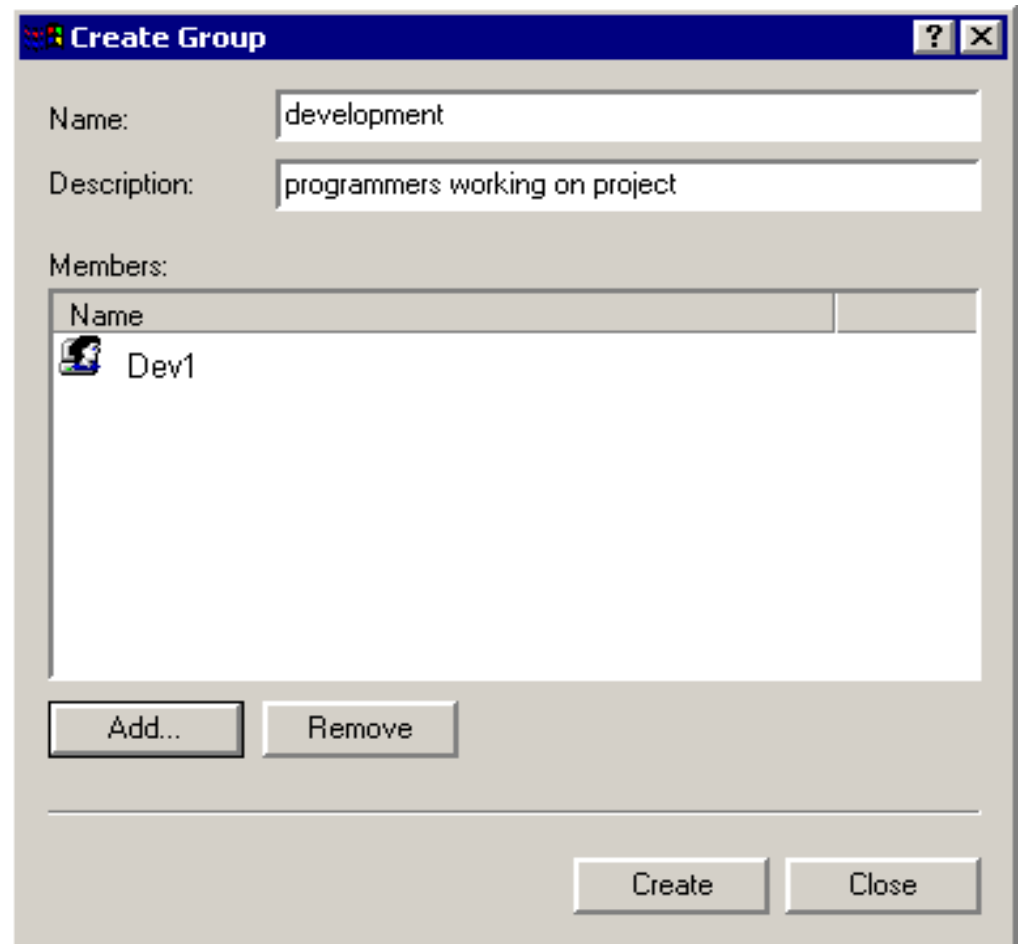 Create Group
? X
Name: development
Description: programmers working on project
Members:
Name
Dev1
Add... Remove
Create Close